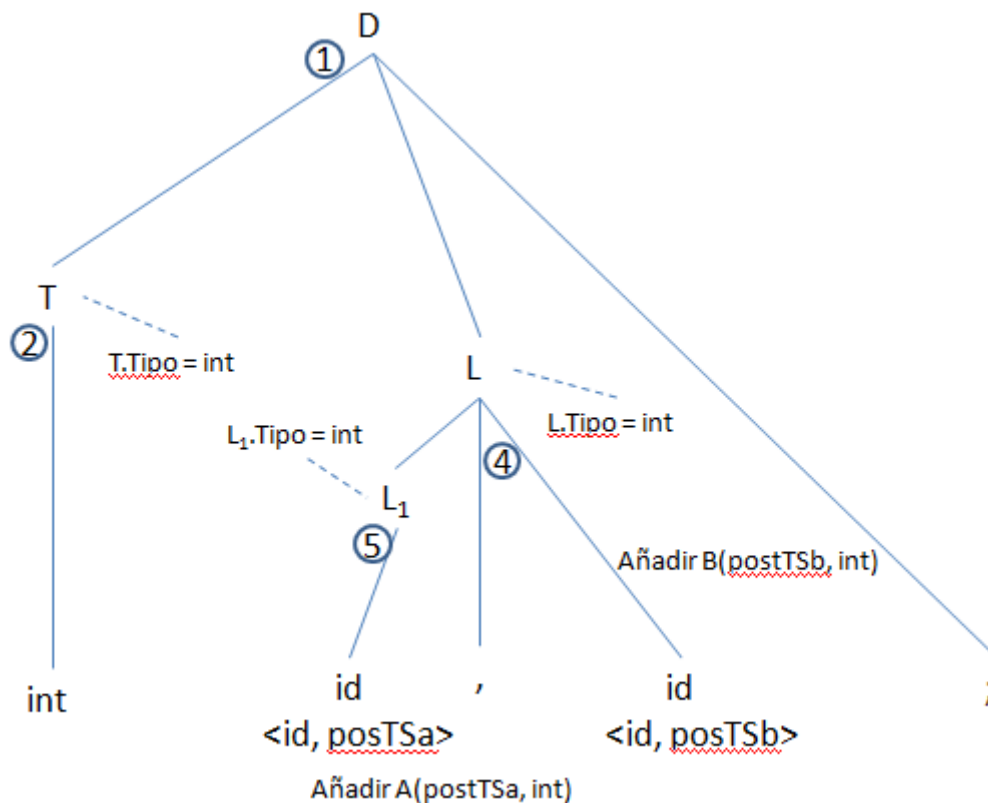 D
1
T
2
T.Tipo = int
L
L.Tipo = int
L₁.Tipo = int
4
L₁
5
Añadir B(postTSb, int)
int
id
,
id
;
<id, posTSa>
<id, posTSb>
Añadir A(postTSa, int)